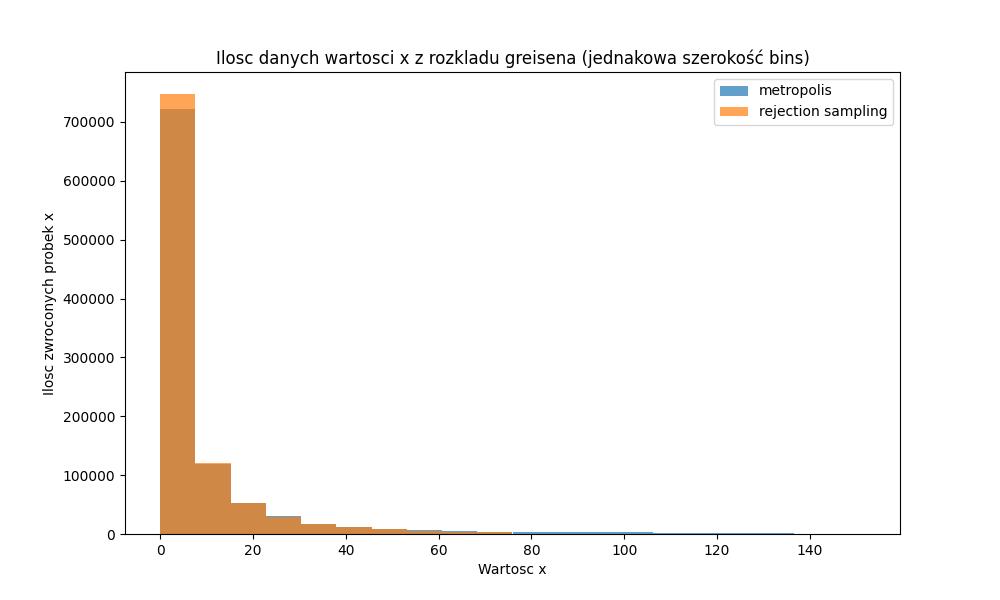 Ilosc danych wartosci x z rozkladu greisena (jednakowa szerokość bins)
metropolis
rejection sampling
Ilosc zwroconych probek x
700000
600000
500000
400000
300000
200000
100000
0
0 20 40 60 80 100 120 140
Wartosc x